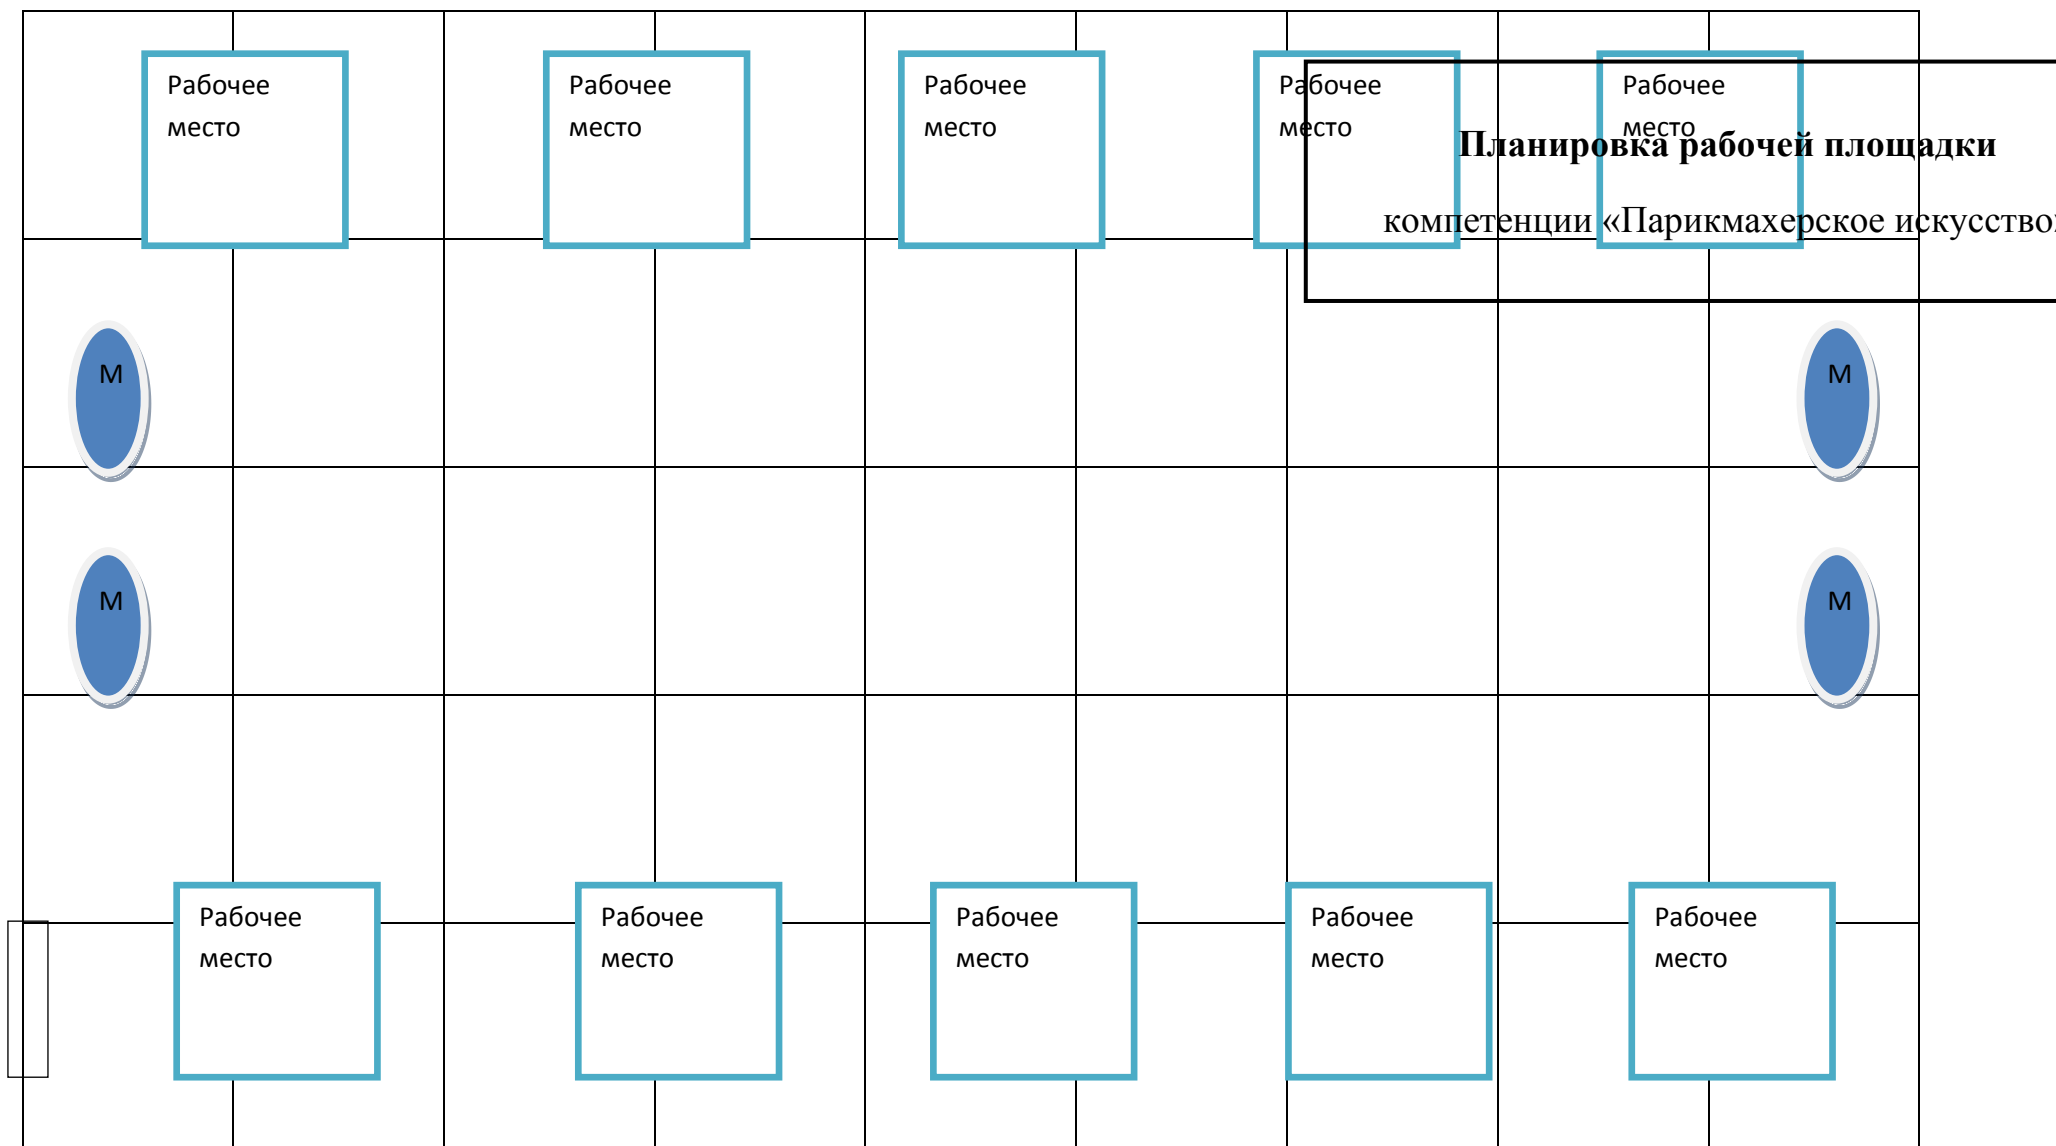 Рабочее
место
Рабочее
место
Рабочее
место
Рабочее
место
Рабочее
место
Планировка рабочей площадки
компетенции «Парикмахерское искусство»
М
М
М
М
Рабочее
место
Рабочее
место
Рабочее
место
Рабочее
место
Рабочее
место